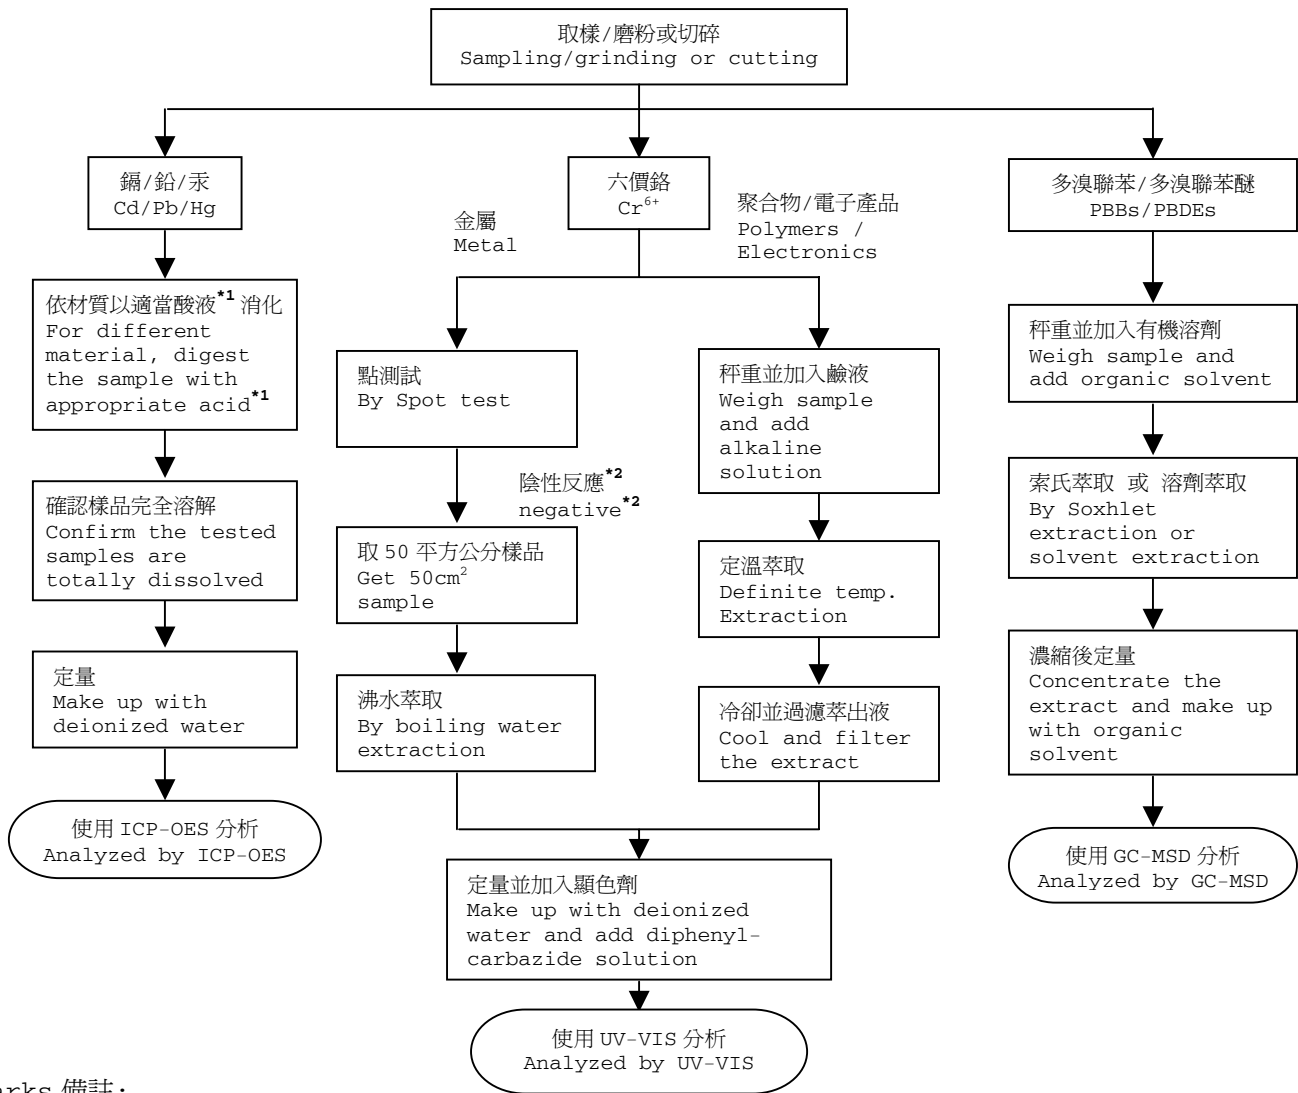 取樣/磨粉或切碎
Sampling/grinding or cutting
鎘/鉛/汞
Cd/Pb/Hg
依材質以適當酸液*1 消化
For different
material, digest
the sample with
appropriate acid*1
確認樣品完全溶解
Confirm the tested
samples are
totally dissolved
定量
Make up with
deionized water
使用 ICP-OES 分析
Analyzed by ICP-OES
六價鉻
Cr6+
金屬
Metal
點測試
By Spot test
陰性反應*2
negative*2
取 50 平方公分樣品
Get 50cm2
sample
沸水萃取
By boiling water
extraction
聚合物/電子產品
Polymers /
Electronics
秤重並加入鹼液
Weigh sample
and add
alkaline
solution
定溫萃取
Definite temp.
Extraction
冷卻並過濾萃出液
Cool and filter
the extract
定量並加入顯色劑
Make up with deionized
water and add diphenyl-
carbazide solution
使用 UV-VIS 分析
Analyzed by UV-VIS
多溴聯苯/多溴聯苯醚
PBBs/PBDEs
秤重並加入有機溶劑
Weigh sample and
add organic solvent
索氏萃取 或 溶劑萃取
By Soxhlet
extraction or
solvent extraction
濃縮後定量
Concentrate the
extract and make up
with organic
solvent
使用 GC-MSD 分析
Analyzed by GC-MSD
arks 備註: